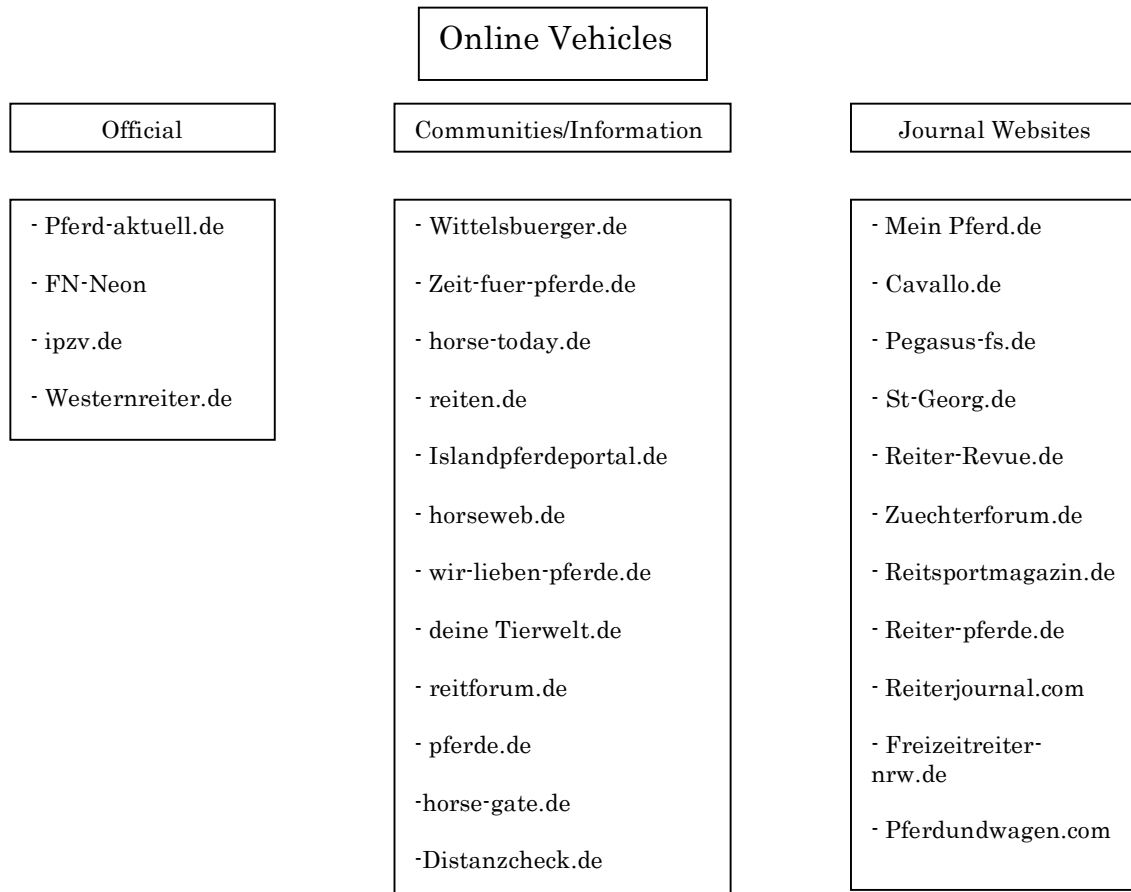 Online Vehicles
Official
Communities/Information
Journal Websites
- Pferd-aktuell.de
- FN-Neon
- ipzv.de
- Westernreiter.de
- Wittelsbuerger.de
- Zeit-fuer-pferde.de
- horse-today.de
- reiten.de
- Islandpferdeportal.de
- horseweb.de
- wir-lieben-pferde.de
- deine Tierwelt.de
- reitforum.de
- pferde.de
-horse-gate.de
-Distanzcheck.de
- Mein Pferd.de
- Cavallo.de
- Pegasus-fs.de
- St-Georg.de
- Reiter-Revue.de
- Zuechterforum.de
- Reitsportmagazin.de
- Reiter-pferde.de
- Reiterjournal.com
- Freizeitreiter-
nrw.de
- Pferdundwagen.com